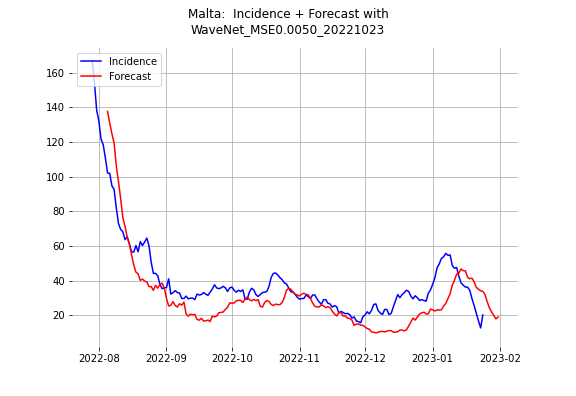 Malta:  Incidence + Forecast with
WaveNet_MSE0.0050_20221023
Incidence
Forecast
160
140
120
100
80
60
40
20
2022-08 2022-09 2022-10 2022-11 2022-12 2023-01 2023-02